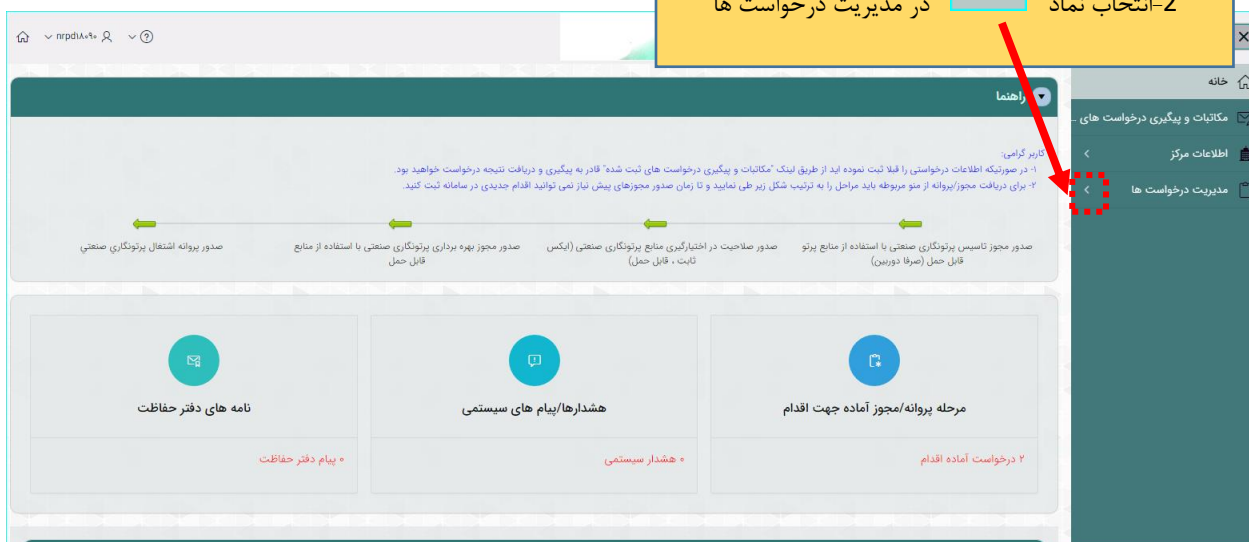 2-انتخاب نماد در مدیریت درخواست ها
nrpd۱۸۰۹۰
خانه
مکاتبات و پیگیری درخواست های ...
اطلاعات مرکز
مدیریت درخواست ها
راهنما
کاربر گرامی:
۱- در صورتیکه اطلاعات درخواستی را قبلا ثبت نموده اید از طریق لینک "مکاتبات و پیگیری درخواست های ثبت شده" قادر به پیگیری و دریافت نتیجه درخواست خواهید بود.
۲- برای دریافت مجوز/پروانه از منو مربوطه باید مراحل را به ترتیب شکل زیر طی نمایید و تا زمان صدور مجوزهای پیش نیاز نمی توانید اقدام جدیدی در سامانه ثبت کنید.
صدور مجوز تاسیس پرتونگاری صنعتی با استفاده از منابع پرتو
قابل حمل (صرفا دوربین)
صدور صلاحیت در اختیارگیری منابع پرتونگاری صنعتی (ایکس
ثابت ، قابل حمل)
صدور مجوز بهره برداری پرتونگاری صنعتی با استفاده از منابع
قابل حمل
صدور پروانه اشتغال پرتونگاري صنعتي
مرحله پروانه/مجوز آماده جهت اقدام
۲ درخواست آماده اقدام
هشدارها/پیام های سیستمی
۰ هشدار سیستمی
نامه های دفتر حفاظت
۰ پیام دفتر حفاظت